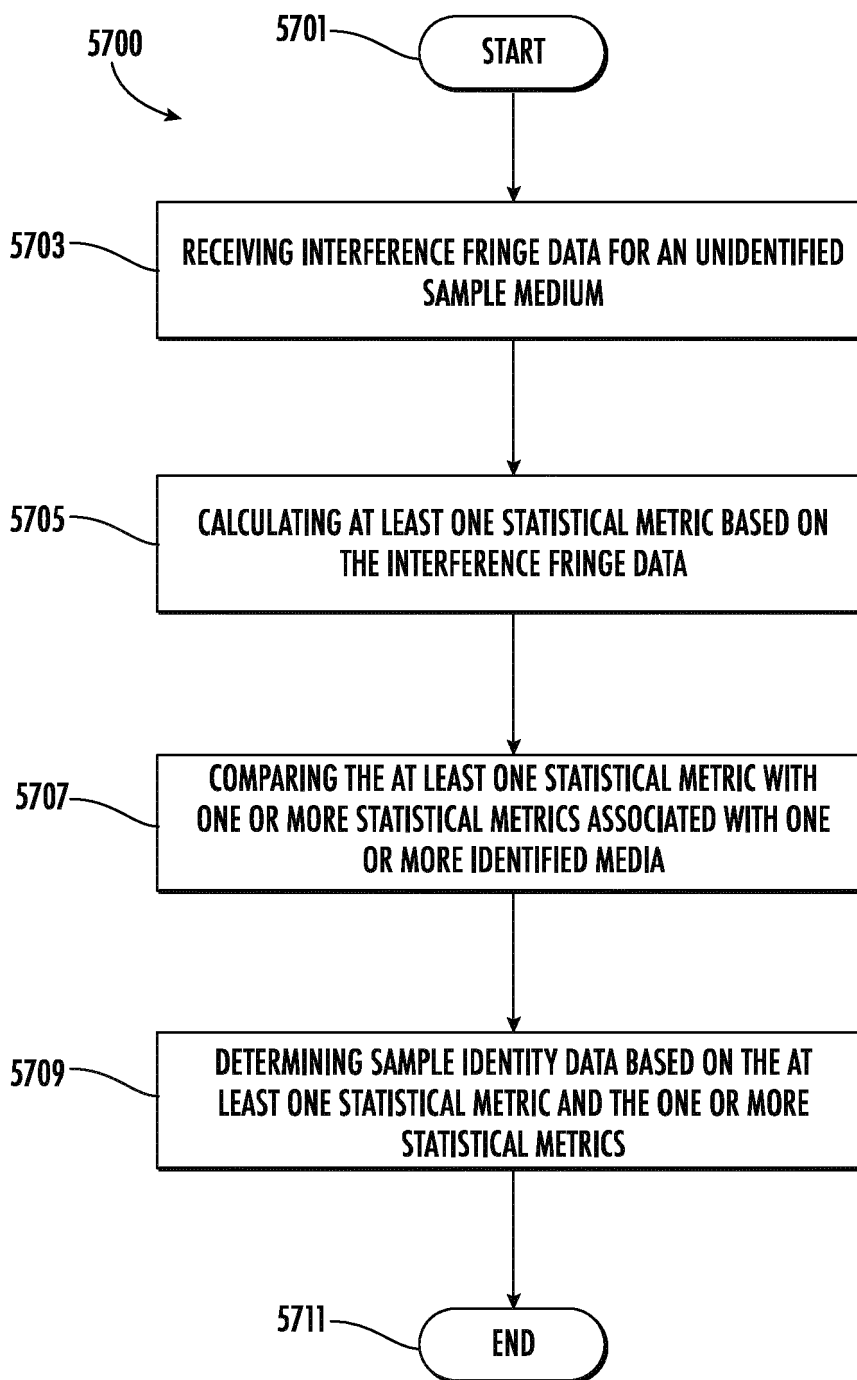 5700
5701
START
5703
RECEIVING INTERFERENCE FRINGE DATA FOR AN UNIDENTIFIED
SAMPLE MEDIUM
5705
CALCULATING AT LEAST ONE STATISTICAL METRIC BASED ON
THE INTERFERENCE FRINGE DATA
5707
COMPARING THE AT LEAST ONE STATISTICAL METRIC WITH
ONE OR MORE STATISTICAL METRICS ASSOCIATED WITH ONE
OR MORE IDENTIFIED MEDIA
5709
DETERMINING SAMPLE IDENTITY DATA BASED ON THE AT
LEAST ONE STATISTICAL METRIC AND THE ONE OR MORE
STATISTICAL METRICS
5711
END